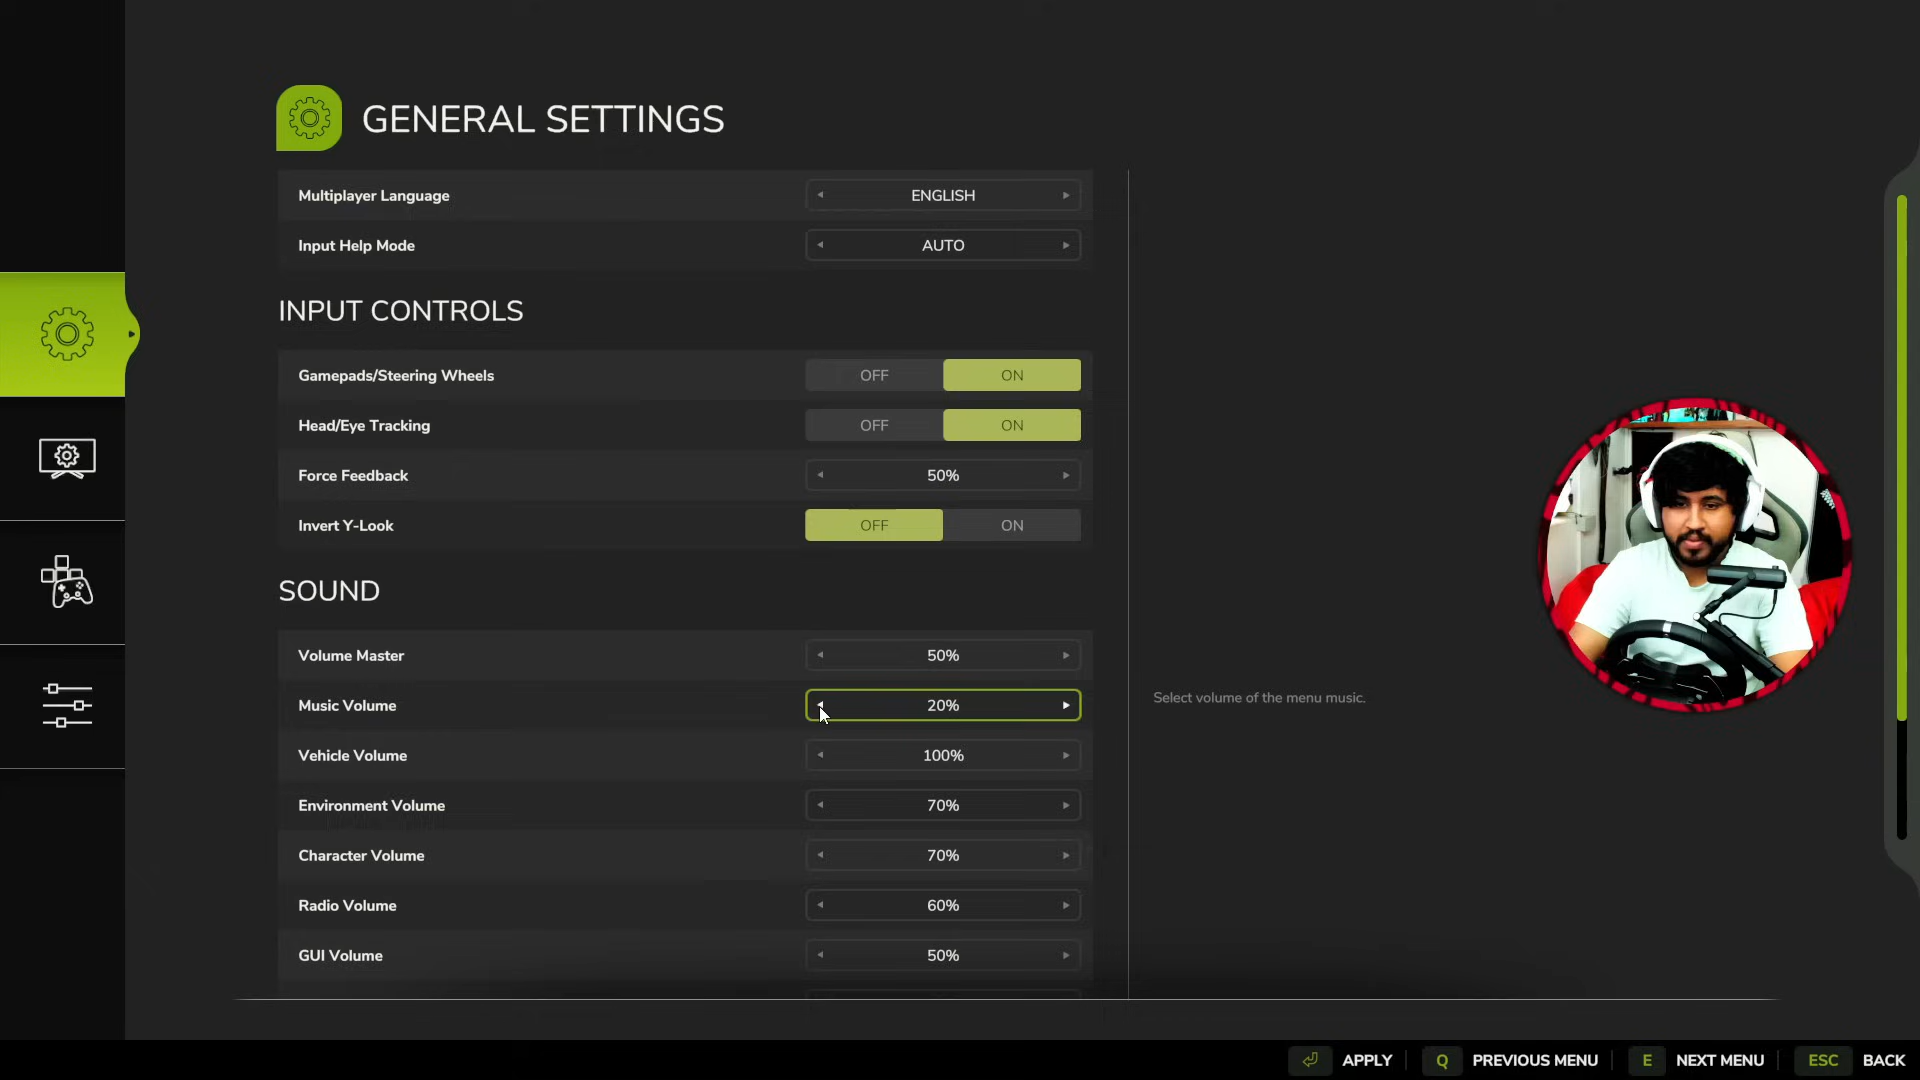 GENERAL SETTINGS
Multiplayer Language ENGLISH
Input Help Mode AUTO
INPUT CONTROLS
Gamepads/Steering Wheels OFF ON
Head/Eye Tracking OFF ON
Force Feedback 50%
Invert Y-Look OFF ON
SOUND
Volume Master 50%
Music Volume 20%
Select volume of the menu music.
Vehicle Volume 100%
Environment Volume 70%
Character Volume 70%
Radio Volume 60%
GUI Volume 50%
APPLY Q PREVIOUS MENU E NEXT MENU ESC BACK